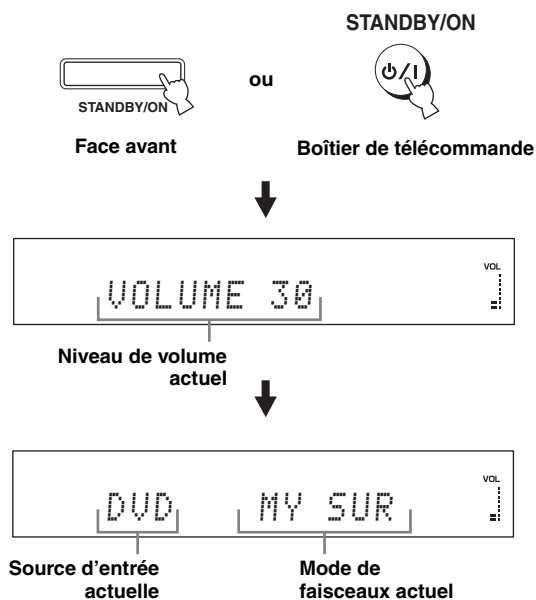 STANDBY/ON
ou
STANDBY/ON
Face avant
Boîtier de télécommande
VOL
VOLUME 30
Niveau de volume
actuel
VOL
DVD MY SUR
Source d'entrée
actuelle
Mode de
faisceaux actuel